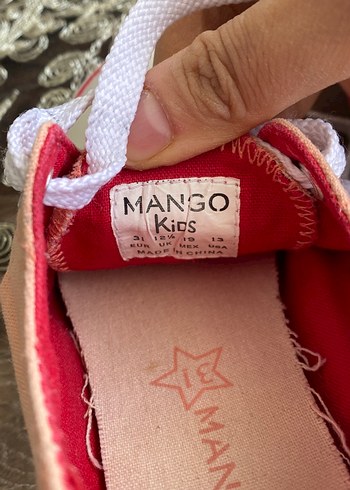 MANGO
KIDS
31 12½ 19 13
EUR UK MEX USA
MADE IN CHINA
31 MAN